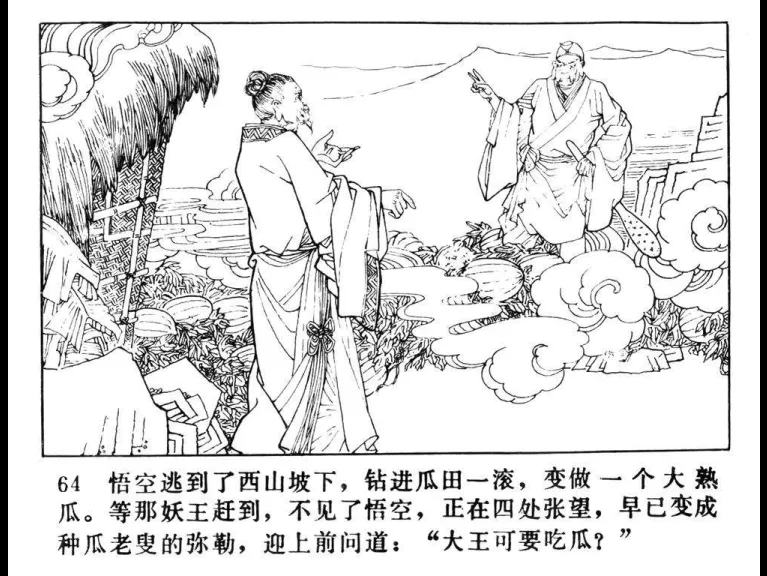 64 悟空逃到了西山坡下，钻进瓜田一滚，变做一个大熟
瓜。等那妖王赶到，不见了悟空，正在四处张望，早已变成
种瓜老叟的弥勒，迎上前问道：“大王可要吃瓜？”